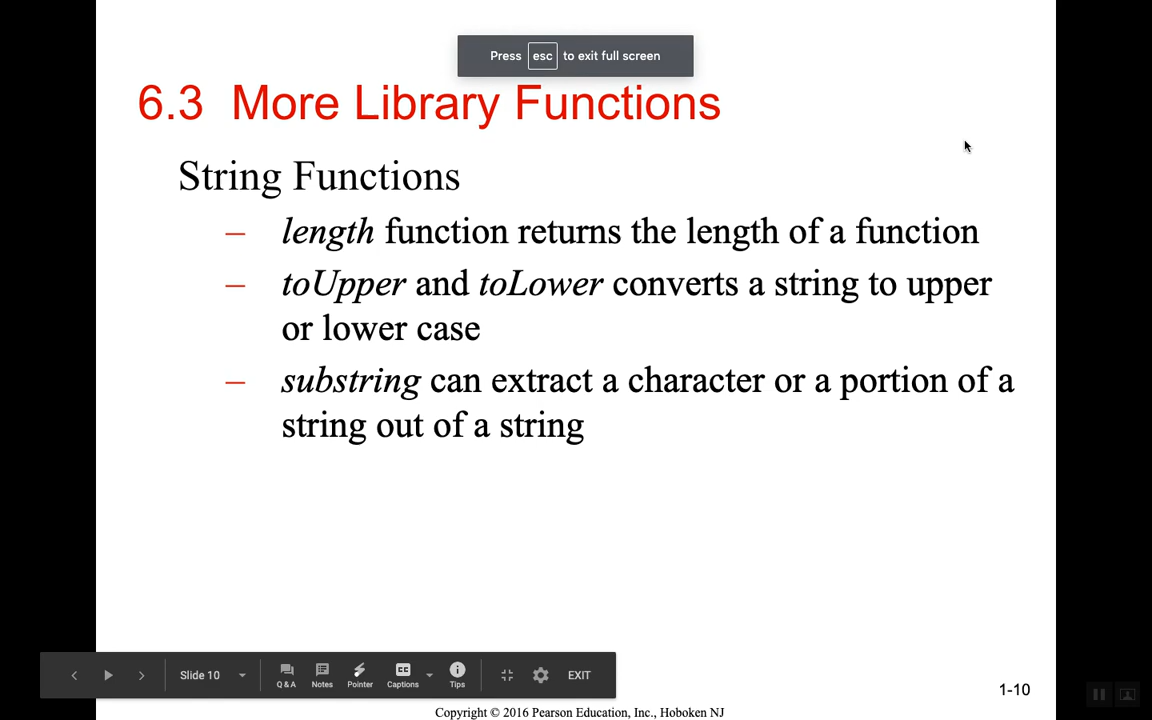 Press esc to exit full screen
6.3 More Library Functions
String Functions
– length function returns the length of a function
– toUpper and toLower converts a string to upper
or lower case
– substring can extract a character or a portion of a
string out of a string
Slide 10
Q & A Notes Pointer Captions Tips EXIT
CC
1-10
Copyright © 2016 Pearson Education, Inc., Hoboken NJ